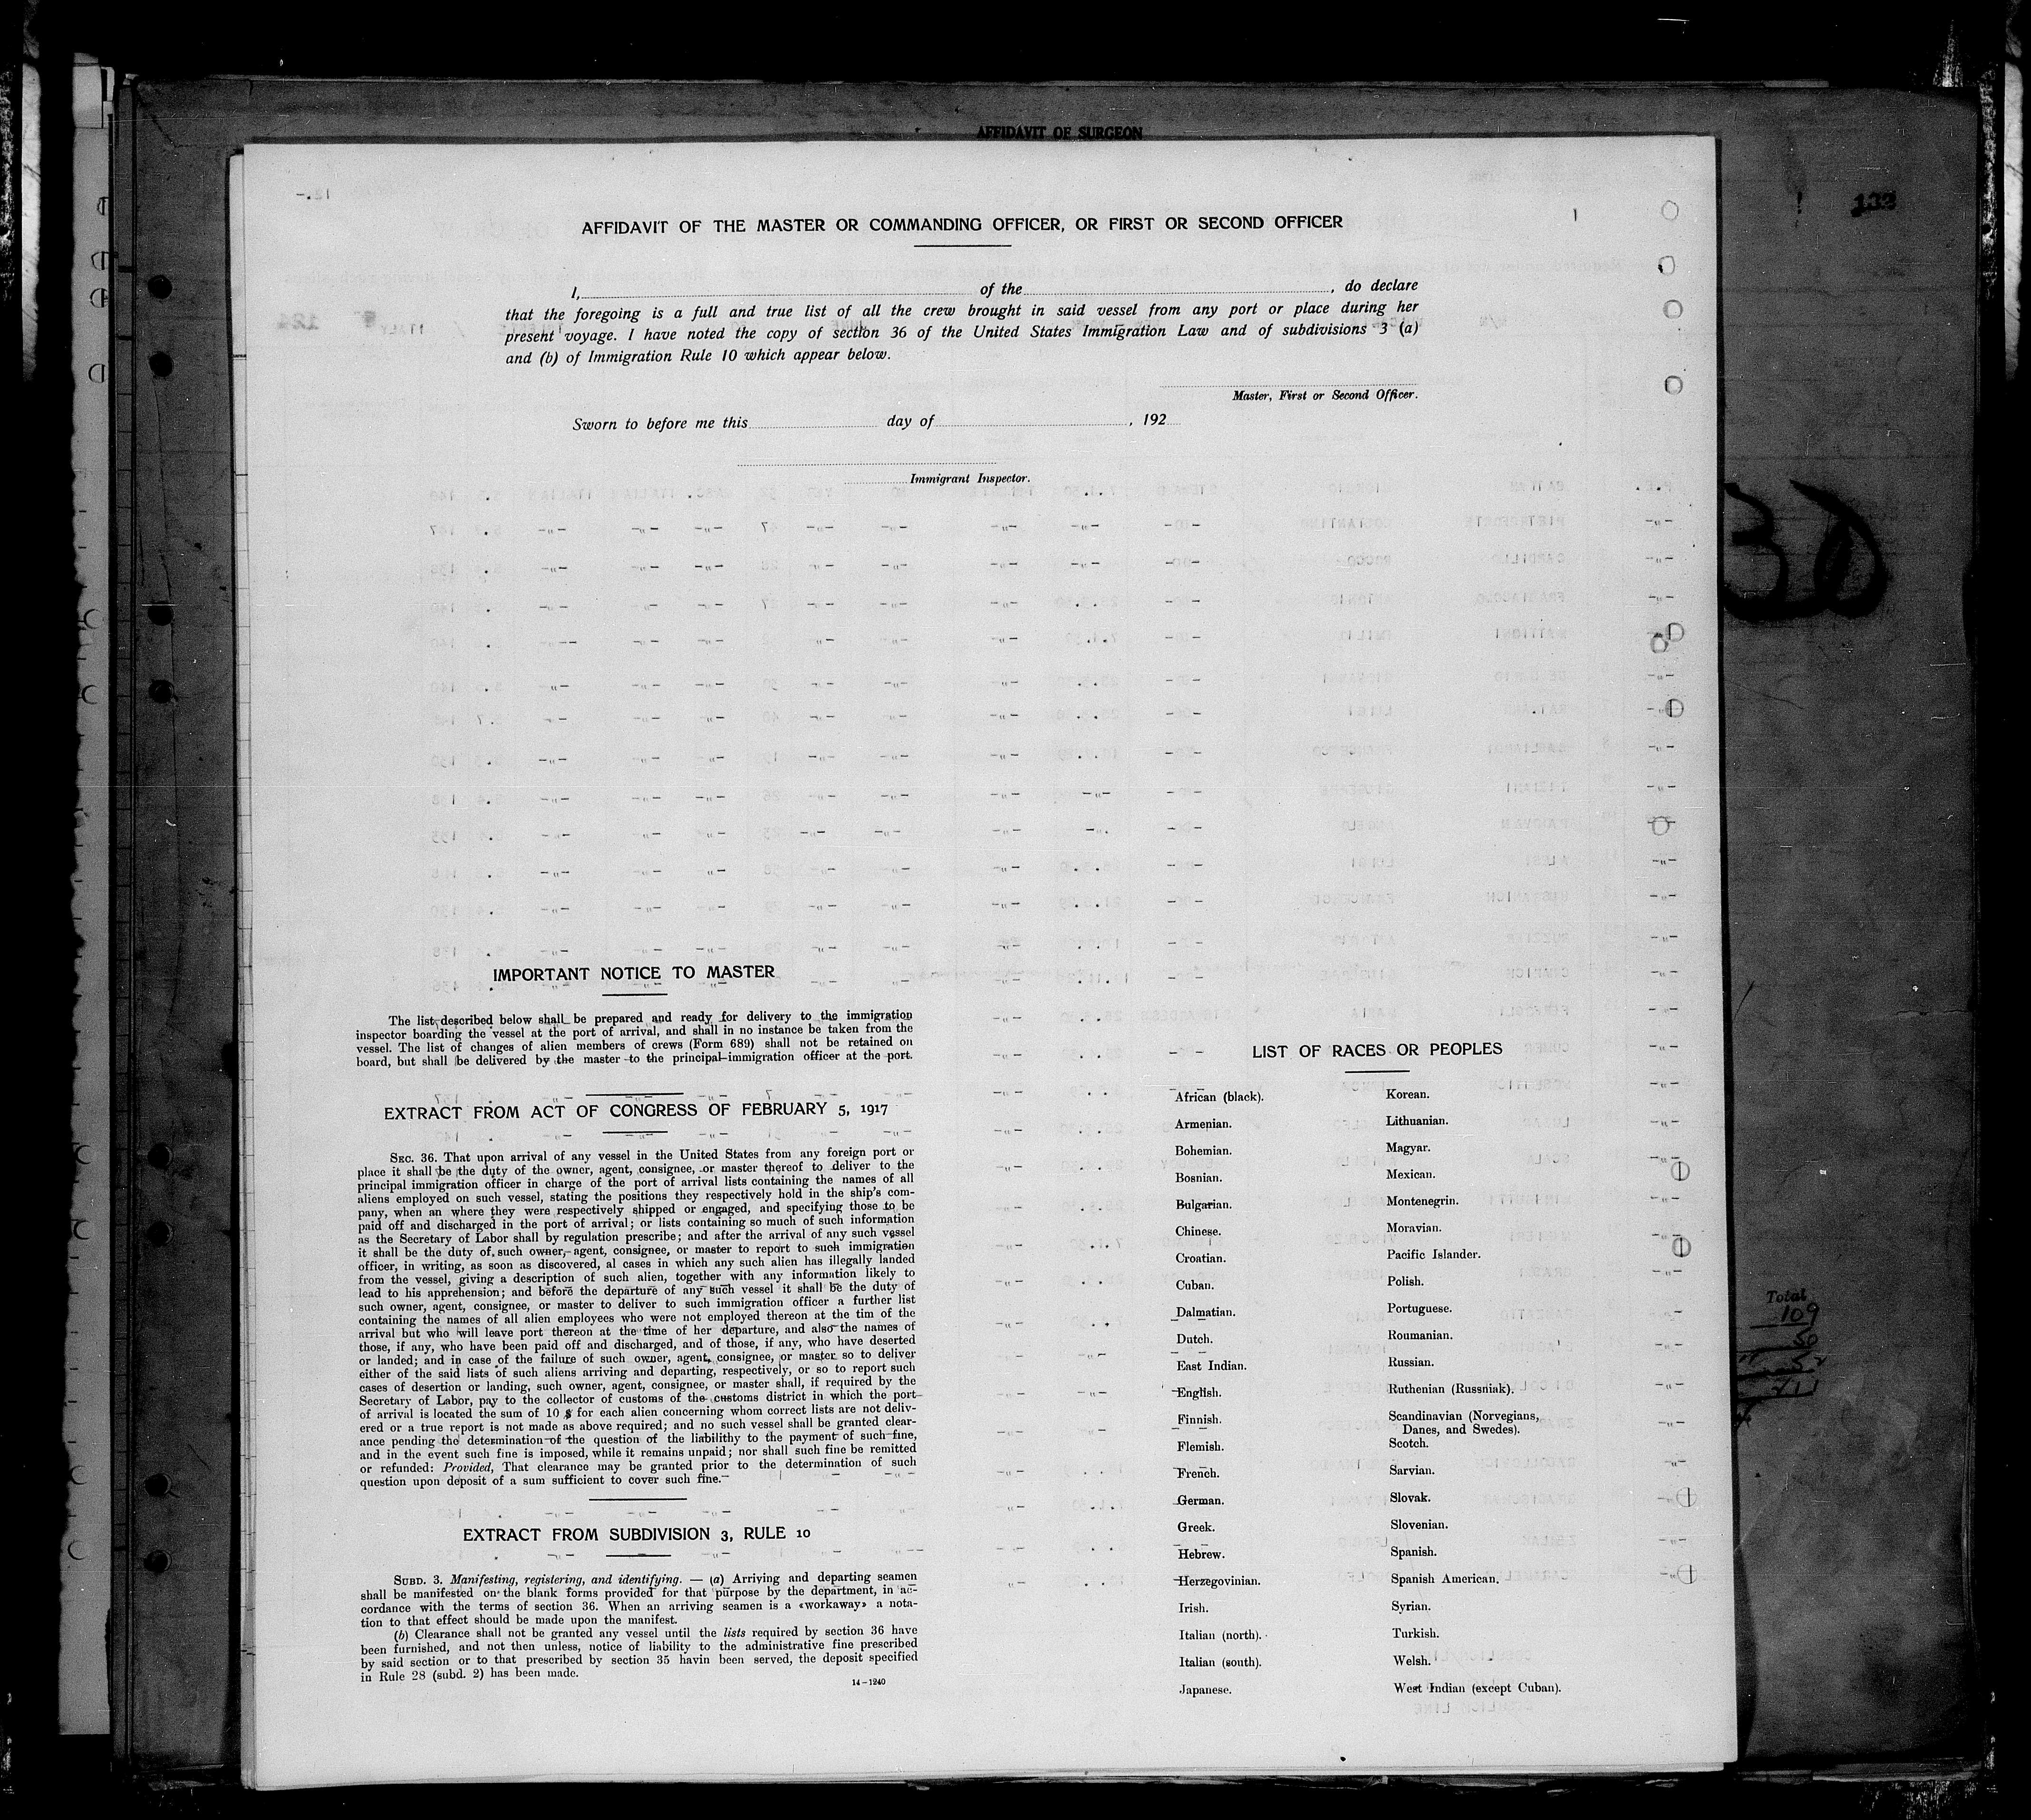 AFFIDAVIT OF SURGEON
132
AFFIDAVIT OF THE MASTER OR COMMANDING OFFICER, OR FIRST OR SECOND OFFICER
I, of the , do declare
that the foregoing is a full and true list of all the crew brought in said vessel from any port or place during her
present voyage. I have noted the copy of section 36 of the United States Immigration Law and of subdivisions 3 (a)
and (b) of Immigration Rule 10 which appear below.
Master, First or Second Officer.
Sworn to before me this day of , 192
Immigrant Inspector.
IMPORTANT NOTICE TO MASTER
The list described below shall be prepared and ready for delivery to the immigration
inspector boarding the vessel at the port of arrival, and shall in no instance be taken from the
vessel. The list of changes of alien members of crews (Form 689) shall not be retained on
board, but shall be delivered by the master to the principal-immigration officer at the port.
EXTRACT FROM ACT OF CONGRESS OF FEBRUARY 5, 1917
SEC. 36. That upon arrival of any vessel in the United States from any foreign port or
place it shall be the duty of the owner, agent, consignee, or master thereof to deliver to the
principal immigration officer in charge of the port of arrival lists containing the names of all
aliens employed on such vessel, stating the positions they respectively hold in the ship's com-
pany, when an where they were respectively shipped or engaged, and specifying those to be
paid off and discharged in the port of arrival; or lists containing so much of such information
as the Secretary of Labor shall by regulation prescribe; and after the arrival of any such vessel
it shall be the duty of such owner, agent, consignee, or master to report to such immigration
officer, in writing, as soon as discovered, al cases in which any such alien has illegally landed
from the vessel, giving a description of such alien, together with any information likely to
lead to his apprehension; and before the departure of any such vessel it shall be the duty of
such owner, agent, consignee, or master to deliver to such immigration officer a further list
containing the names of all alien employees who were not employed thereon at the tim of the
arrival but who will leave port thereon at the time of her departure, and also the names of
those, if any, who have been paid off and discharged, and of those, if any, who have deserted
or landed; and in case of the failure of such owner, agent, consignee, or master so to deliver
either of the said lists of such aliens arriving and departing, respectively, or so to report such
cases of desertion or landing, such owner, agent, consignee, or master shall, if required by the
Secretary of Labor, pay to the collector of customs of the customs district in which the port
of arrival is located the sum of 10 $ for each alien concerning whom correct lists are not deliv-
ered or a true report is not made as above required; and no such vessel shall be granted clear-
ance pending the determination of the question of the liabilithy to the payment of such fine,
and in the event such fine is imposed, while it remains unpaid; nor shall such fine be remitted
or refunded: Provided, That clearance may be granted prior to the determination of such
question upon deposit of a sum sufficient to cover such fine.
EXTRACT FROM SUBDIVISION 3, RULE 10
SUBD. 3. Manifesting, registering, and identifying. — (a) Arriving and departing seamen
shall be manifested on the blank forms provided for that purpose by the department, in ac-
cordance with the terms of section 36. When an arriving seamen is a «workaway» a nota-
tion to that effect should be made upon the manifest.
(b) Clearance shall not be granted any vessel until the lists required by section 36 have
been furnished, and not then unless, notice of liability to the administrative fine prescribed
by said section or to that prescribed by section 35 havin been served, the deposit specified
in Rule 28 (subd. 2) has been made.
14-1240
LIST OF RACES OR PEOPLES
African (black).
Armenian.
Bohemian.
Bosnian.
Bulgarian.
Chinese.
Croatian.
Cuban.
Dalmatian.
Dutch.
East Indian.
English.
Finnish.
Flemish.
French.
German.
Greek.
Hebrew.
Herzegovinian.
Irish.
Italian (north).
Italian (south).
Japanese.
Korean.
Lithuanian.
Magyar.
Mexican.
Montenegrin.
Moravian.
Pacific Islander.
Polish.
Portuguese.
Roumanian.
Russian.
Ruthenian (Russniak).
Scandinavian (Norvegians,
Danes, and Swedes).
Scotch.
Sarvian.
Slovak.
Slovenian.
Spanish.
Spanish American.
Syrian.
Turkish.
Welsh.
West Indian (except Cuban).
Total
109
50